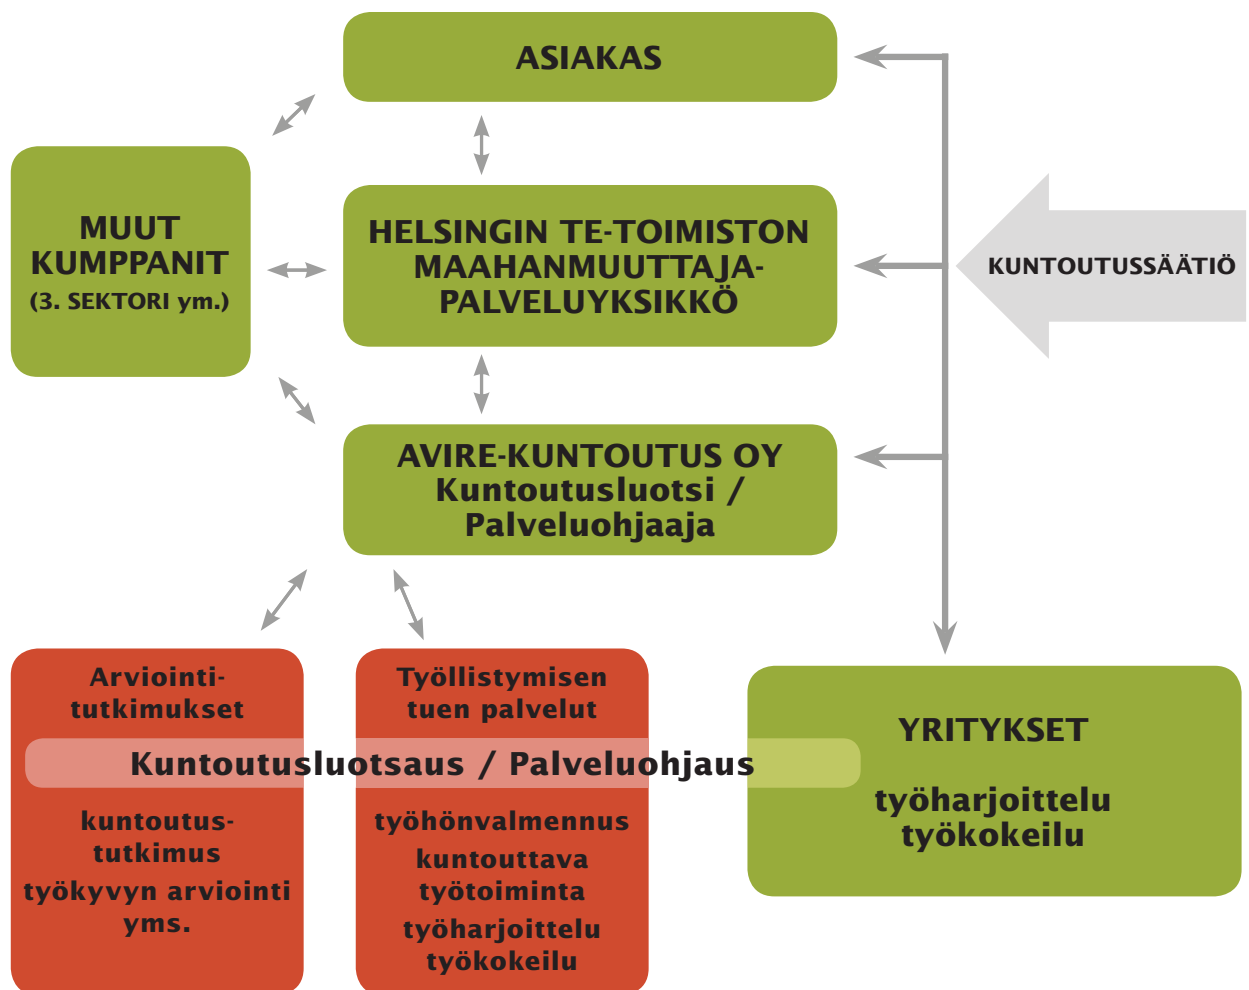 ASIAKAS
MUUT
KUMPPANIT
(3. SEKTORI ym.)
HELSINGIN TE-TOIMISTON
MAAHANMUUTTAJA-
PALVELUYKSIKKÖ
KUNTOUTUSSÄÄTIÖ
AVIRE-KUNTOUTUS OY
Kuntoutusluotsi /
Palveluohjaaja
Arviointi-
tutkimukset
Työllistymisen
tuen palvelut
Kuntoutusluotsaus / Palveluohjaus
kuntoutus-
tutkimus
työkyvyn arviointi
yms.
työhönvalmennus
kuntouttava
työtoiminta
työharjoittelu
työkokeilu
YRITYKSET
työharjoittelu
työkokeilu